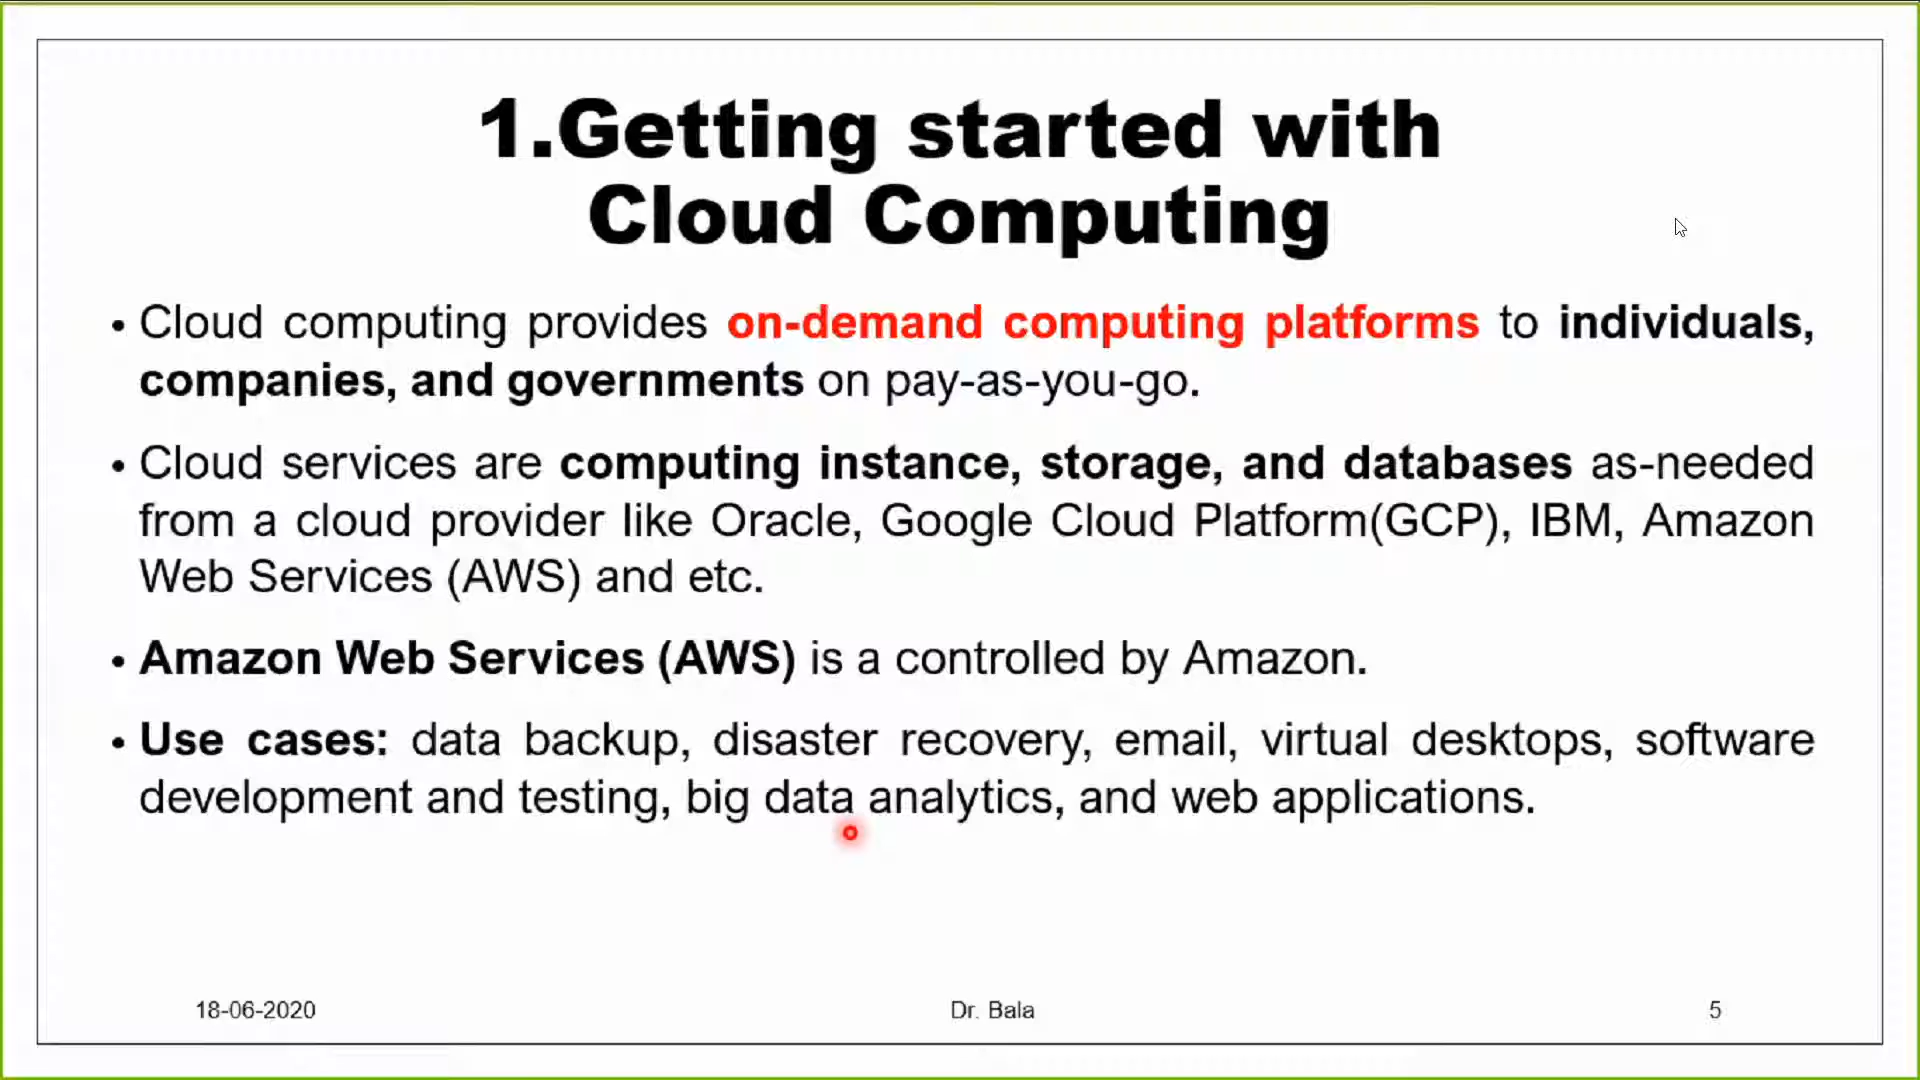 1.Getting started with
Cloud Computing
• Cloud computing provides on-demand computing platforms to individuals,
companies, and governments on pay-as-you-go.
• Cloud services are computing instance, storage, and databases as-needed
from a cloud provider like Oracle, Google Cloud Platform(GCP), IBM, Amazon
Web Services (AWS) and etc.
• Amazon Web Services (AWS) is a controlled by Amazon.
• Use cases: data backup, disaster recovery, email, virtual desktops, software
development and testing, big data analytics, and web applications.
18-06-2020 Dr. Bala 5